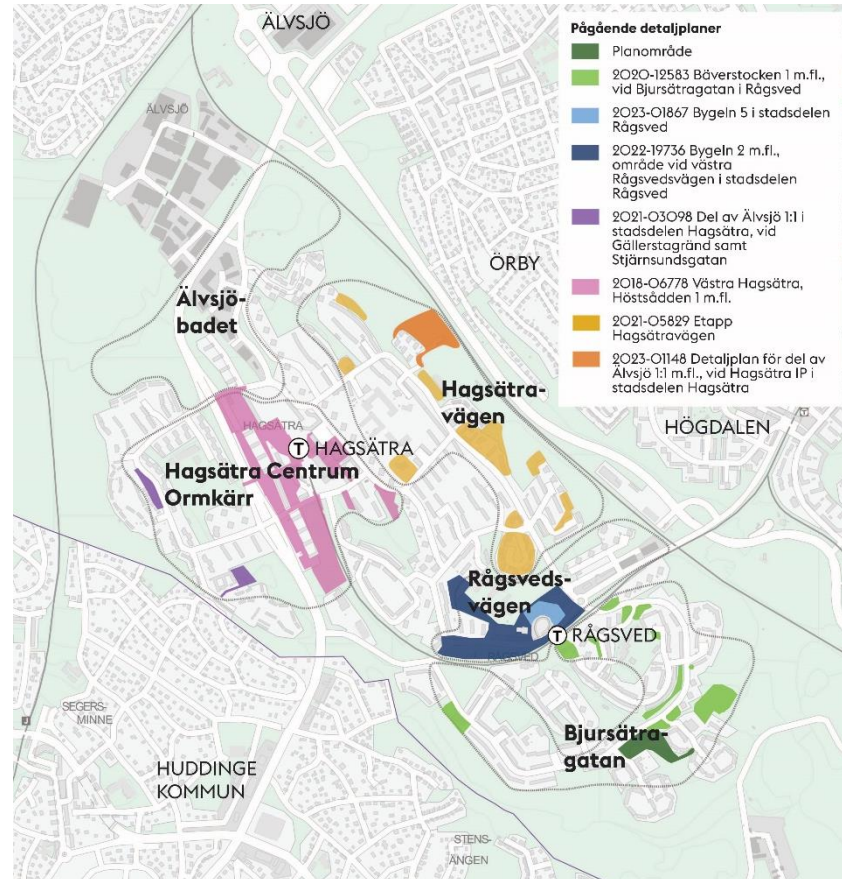 ÄLVSJÖ
ÄLVSJÖ
Pågående detaljplaner
Planområde
2020-12583 Bäverstocken 1 m.fl.,
vid Bjursätragatan i Rågsved
2023-01867 Bygeln 5 i stadsdelen
Rågsved
2022-19736 Bygeln 2 m.fl.,
område vid västra
Rågsvedsvägen i stadsdelen
Rågsved
2021-03098 Del av Älvsjö 1:1 i
stadsdelen Hagsätra, vid
Gällerstagränd samt
Stjärnsundsgatan
2018-06778 Västra Hagsätra,
Höstsådden 1 m.fl.
2021-05829 Etapp
Hagsätravägen
2023-01148 Detaljplan för del av
Älvsjö 1:1 m.fl., vid Hagsätra IP i
stadsdelen Hagsätra
ÖRBY
Älvsjö-
badet
Hagsätra-
vägen
HÖGDALEN
T
HAGSÄTRA
T HAGSÄTRA
Hagsätra Centrum
Ormkärr
Rågsveds-
vägen
T RÅGSVED
RÅGSVED
SEGERS-
MINNE
J
Bjursätra-
gatan
HUDDINGE
KOMMUN
STENS-
ÄNGEN